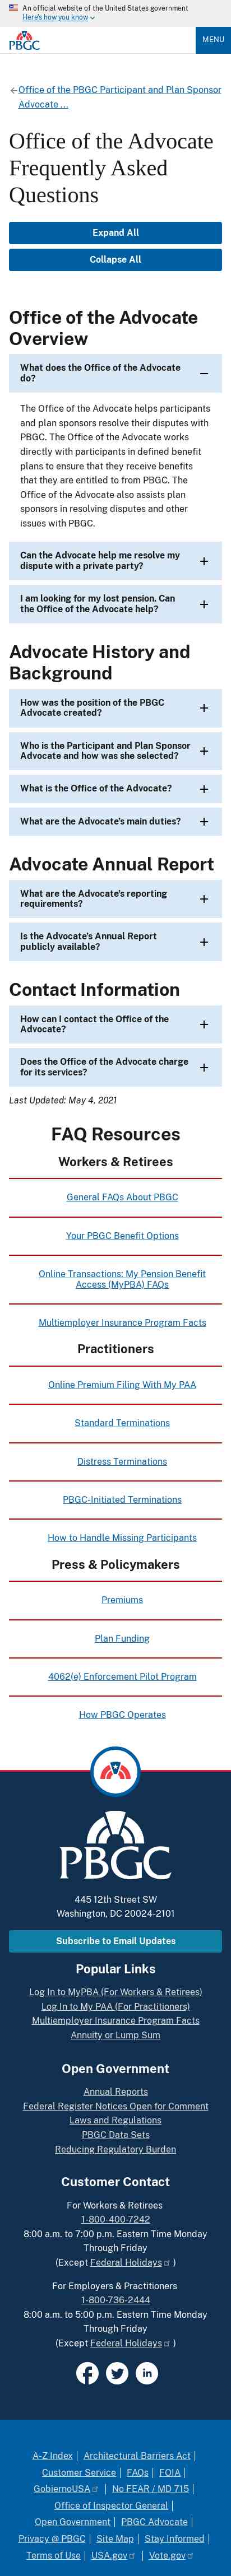 An official website of the United States government
Here's how you know
PBGC
MENU
Office of the PBGC Participant and Plan Sponsor
Advocate ...
Office of the Advocate
Frequently Asked
Questions
Expand All
Collapse All
Office of the Advocate
Overview
What does the Office of the Advocate
do?
The Office of the Advocate helps participants
and plan sponsors resolve their disputes with
PBGC. The Office of the Advocate works
directly with participants in defined benefit
plans to ensure they receive the benefits
that they are entitled to from PBGC. The
Office of the Advocate also assists plan
sponsors in resolving disputes and other
issues with PBGC.
Can the Advocate help me resolve my
dispute with a private party?
I am looking for my lost pension. Can
the Office of the Advocate help?
Advocate History and
Background
How was the position of the PBGC
Advocate created?
Who is the Participant and Plan Sponsor
Advocate and how was she selected?
What is the Office of the Advocate?
What are the Advocate's main duties?
Advocate Annual Report
What are the Advocate's reporting
requirements?
Is the Advocate's Annual Report
publicly available?
Contact Information
How can I contact the Office of the
Advocate?
Does the Office of the Advocate charge
for its services?
Last Updated: May 4, 2021
FAQ Resources
Workers & Retirees
General FAQs About PBGC
Your PBGC Benefit Options
Online Transactions: My Pension Benefit
Access (MyPBA) FAQs
Multiemployer Insurance Program Facts
Practitioners
Online Premium Filing With My PAA
Standard Terminations
Distress Terminations
PBGC-Initiated Terminations
How to Handle Missing Participants
Press & Policymakers
Premiums
Plan Funding
4062(e) Enforcement Pilot Program
How PBGC Operates
PBGC
445 12th Street SW
Washington, DC 20024-2101
Subscribe to Email Updates
Popular Links
Log In to MyPBA (For Workers & Retirees)
Log In to My PAA (For Practitioners)
Multiemployer Insurance Program Facts
Annuity or Lump Sum
Open Government
Annual Reports
Federal Register Notices Open for Comment
Laws and Regulations
PBGC Data Sets
Reducing Regulatory Burden
Customer Contact
For Workers & Retirees
1-800-400-7242
8:00 a.m. to 7:00 p.m. Eastern Time Monday
Through Friday
(Except Federal Holidays )
For Employers & Practitioners
1-800-736-2444
8:00 a.m. to 5:00 p.m. Eastern Time Monday
Through Friday
(Except Federal Holidays )
A-Z Index | Architectural Barriers Act |
Customer Service | FAQs | FOIA |
GobiernoUSA | No FEAR / MD 715 |
Office of Inspector General |
Open Government | PBGC Advocate |
Privacy @ PBGC | Site Map | Stay Informed |
Terms of Use | USA.gov | Vote.gov